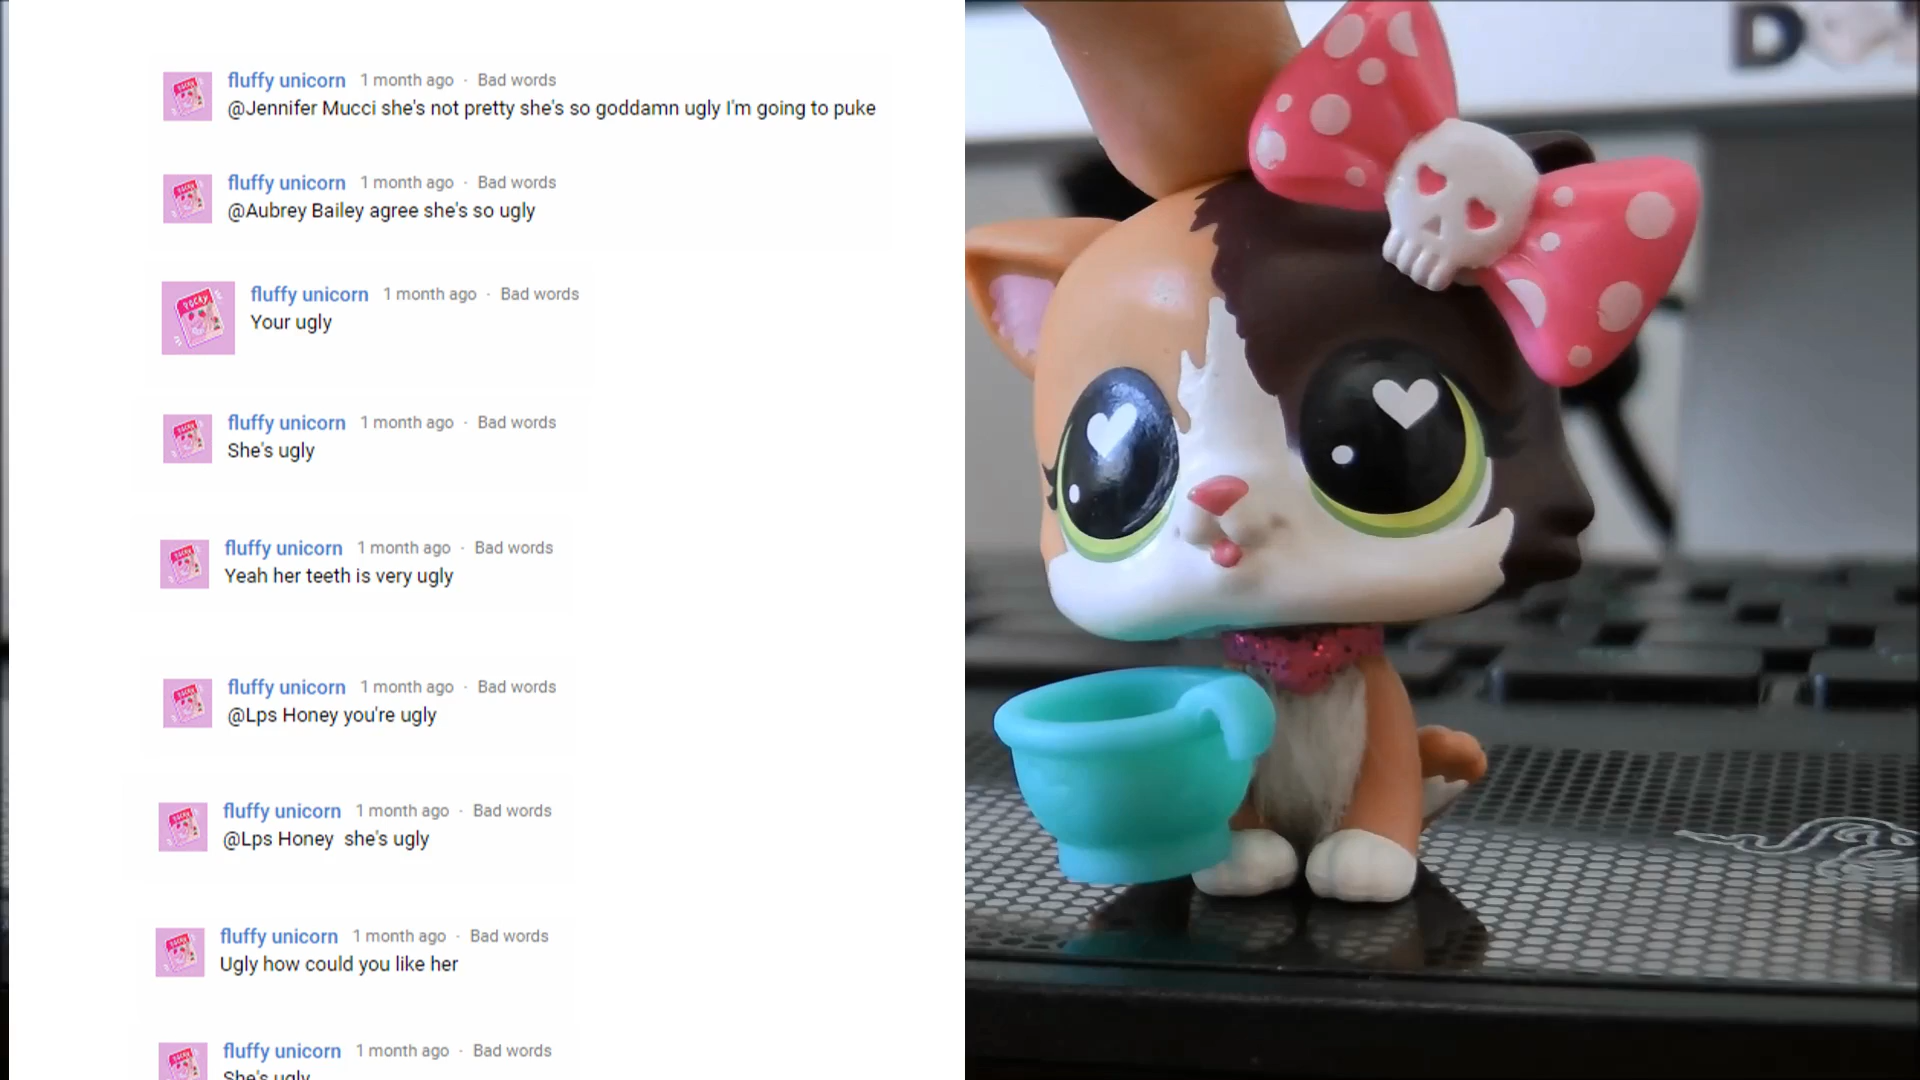 fluffy unicorn 1 month ago · Bad words
@Jennifer Mucci she's not pretty she's so goddamn ugly I'm going to puke
fluffy unicorn 1 month ago · Bad words
@Aubrey Bailey agree she's so ugly
fluffy unicorn 1 month ago · Bad words
Your ugly
fluffy unicorn 1 month ago · Bad words
She's ugly
fluffy unicorn 1 month ago · Bad words
Yeah her teeth is very ugly
fluffy unicorn 1 month ago · Bad words
@Lps Honey you're ugly
fluffy unicorn 1 month ago · Bad words
@Lps Honey  she's ugly
fluffy unicorn 1 month ago · Bad words
Ugly how could you like her
fluffy unicorn 1 month ago · Bad words
She's ugly
D